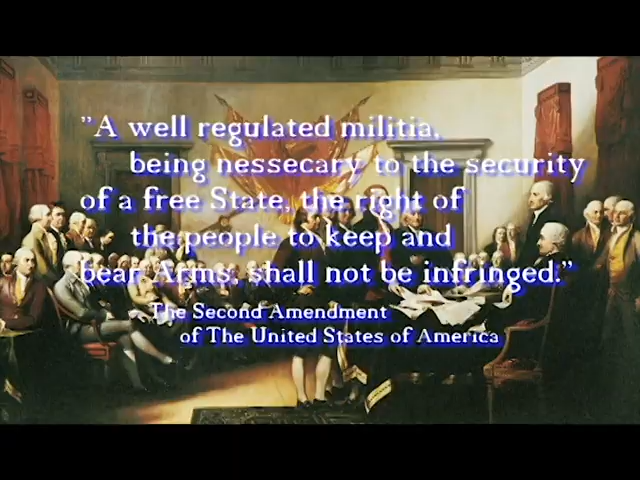 "A well regulated militia,
being nessecary to the security
of a free State, the right of
the people to keep and
bear Arms, shall not be infringed."
The Second Amendment
of The United States of America